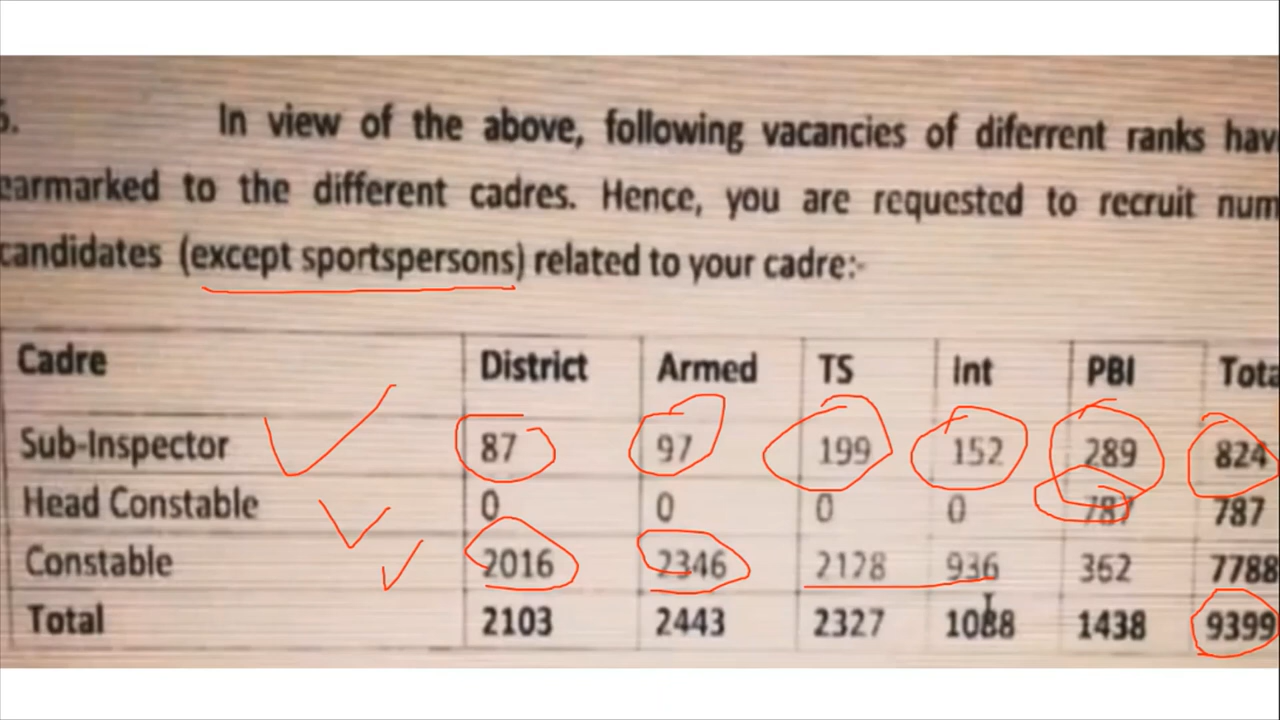 In view of the above, following vacancies of diferrent ranks hav
earmarked to the different cadres. Hence, you are requested to recruit num
candidates (except sportspersons) related to your cadre:-
Cadre District Armed TS Int PBI Tota
Sub-Inspector 87 97 199 152 289 824
Head Constable 0 0 0 0 787 787
Constable 2016 2346 2128 936 362 7788
Total 2103 2443 2327 1088 1438 9399